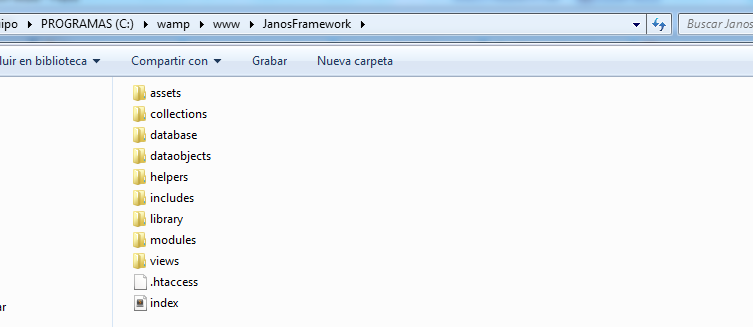 ipo ▸ PROGRAMAS (C:) ▸ wamp ▸ www ▸ JanosFramework ▸ Buscar Janos
luir en biblioteca ▾ Compartir con ▾ Grabar Nueva carpeta
assets
collections
database
dataobjects
helpers
includes
library
modules
views
.htaccess
index
ar